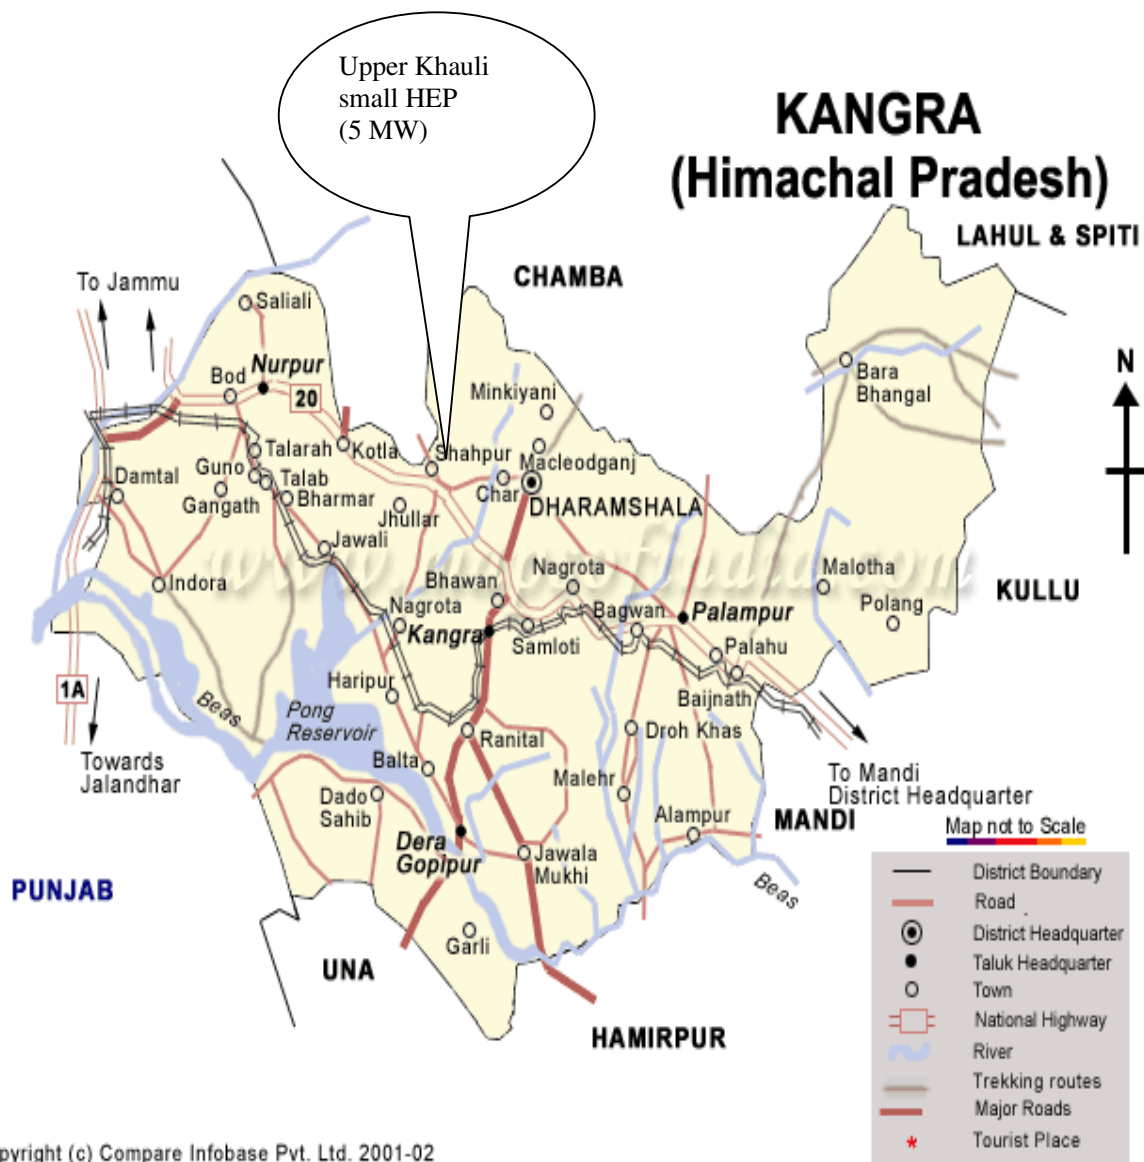 Upper Khauli
small HEP
(5 MW)
KANGRA
(Himachal Pradesh)
LAHUL & SPITI
CHAMBA
To Jammu
Saliali
N
Nurpur
Bod
20
Bara
Bhangal
Minkiyani
Talarah
Kotla
Shahpur
Macleodganj
Guno
Talab
Damtal
Gangath
Bharmar
Char
DHARAMSHALA
Jhullar
Jawali
www.mapsofindia.com
Indora
Bhawan
Nagrota
Malotha
KULLU
Nagrota
Bagwan
Palampur
Polang
Kangra
Samloti
Palahu
1A
Haripur
Baijnath
Beas
Pong
Reservoir
Ranital
Droh Khas
Towards
Jalandhar
Balta
Malehr
To Mandi
District Headquarter
Dado
Sahib
Alampur
MANDI
Map not to Scale
Dera
Gopipur
Jawala
Mukhi
PUNJAB
Beas
Garli
UNA
HAMIRPUR
District Boundary
Road
District Headquarter
Taluk Headquarter
Town
National Highway
River
Trekking routes
Major Roads
Tourist Place
pyright (c) Compare Infobase Pvt. Ltd. 2001-02